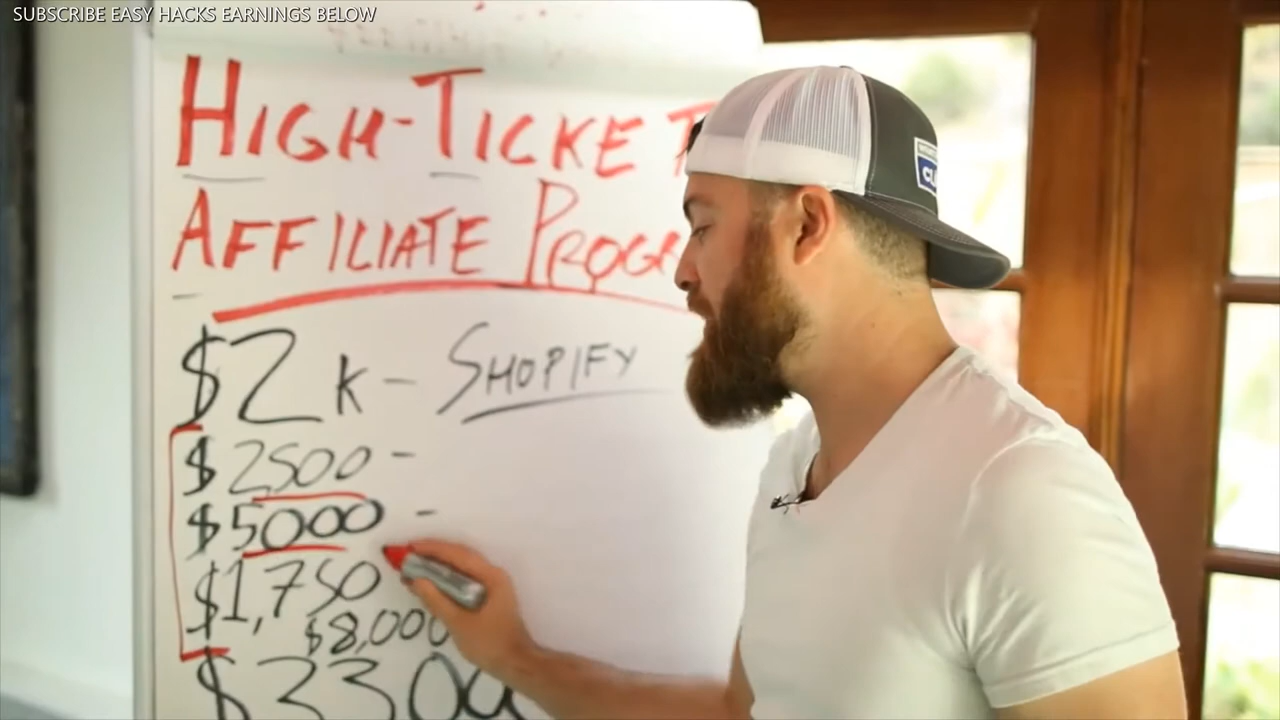 SUBSCRIBE EASY HACKS EARNINGS BELOW
HIGH-TICKET
AFFILIATE PROGR
$2K - SHOPIFY
$2500 -
$5000 -
$1,750
$8,000
$3300